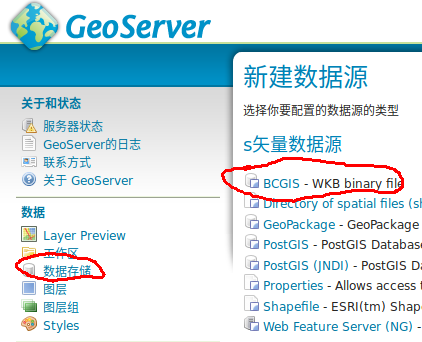 GeoServer
关于和状态
服务器状态
GeoServer的日志
联系方式
关于 GeoServer
数据
Layer Preview
工作区
数据存储
图层
图层组
Styles
新建数据源
选择你要配置的数据源的类型
s矢量数据源
BCGIS - WKB binary file
Directory of spatial files (sh
GeoPackage - GeoPackage
PostGIS - PostGIS Database
PostGIS (JNDI) - PostGIS Da
Properties - Allows access t
Shapefile - ESRI(tm) Shape
Web Feature Server (NG) -